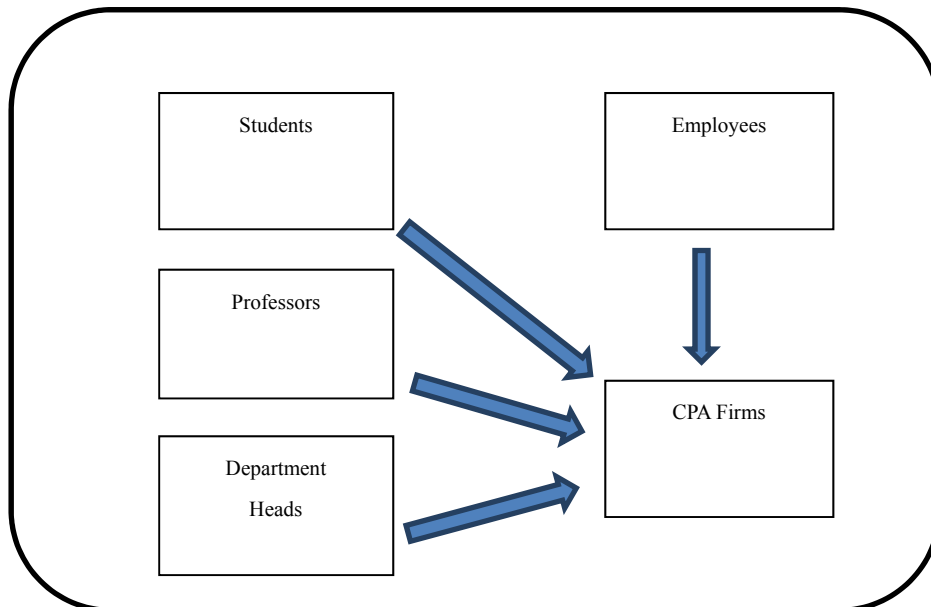 Students
Employees
Professors
CPA Firms
Department
Heads